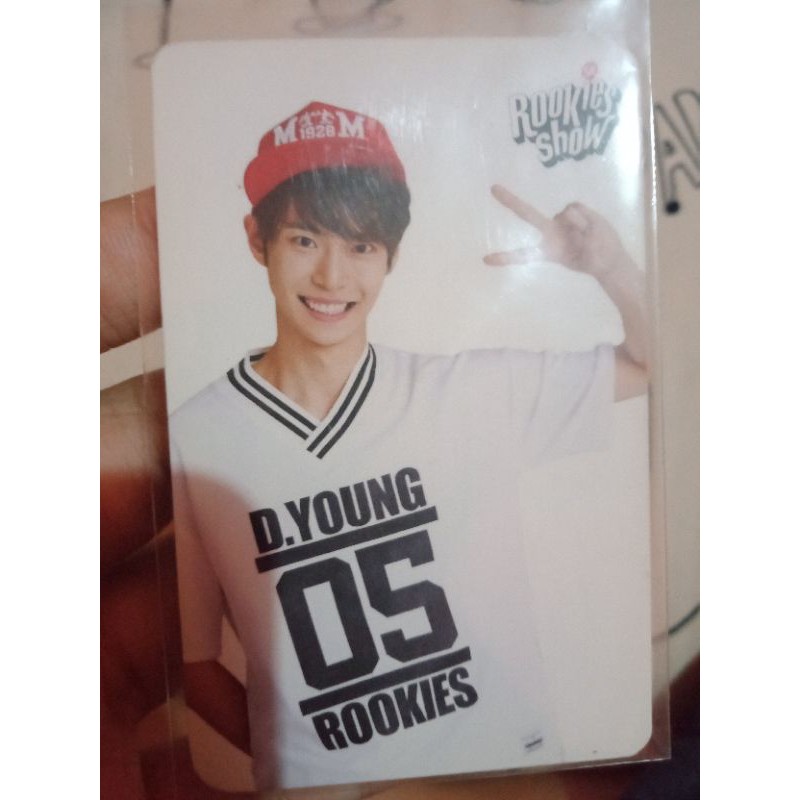 ROOKIES
Show
M 1928 M
D.YOUNG
05
ROOKIES